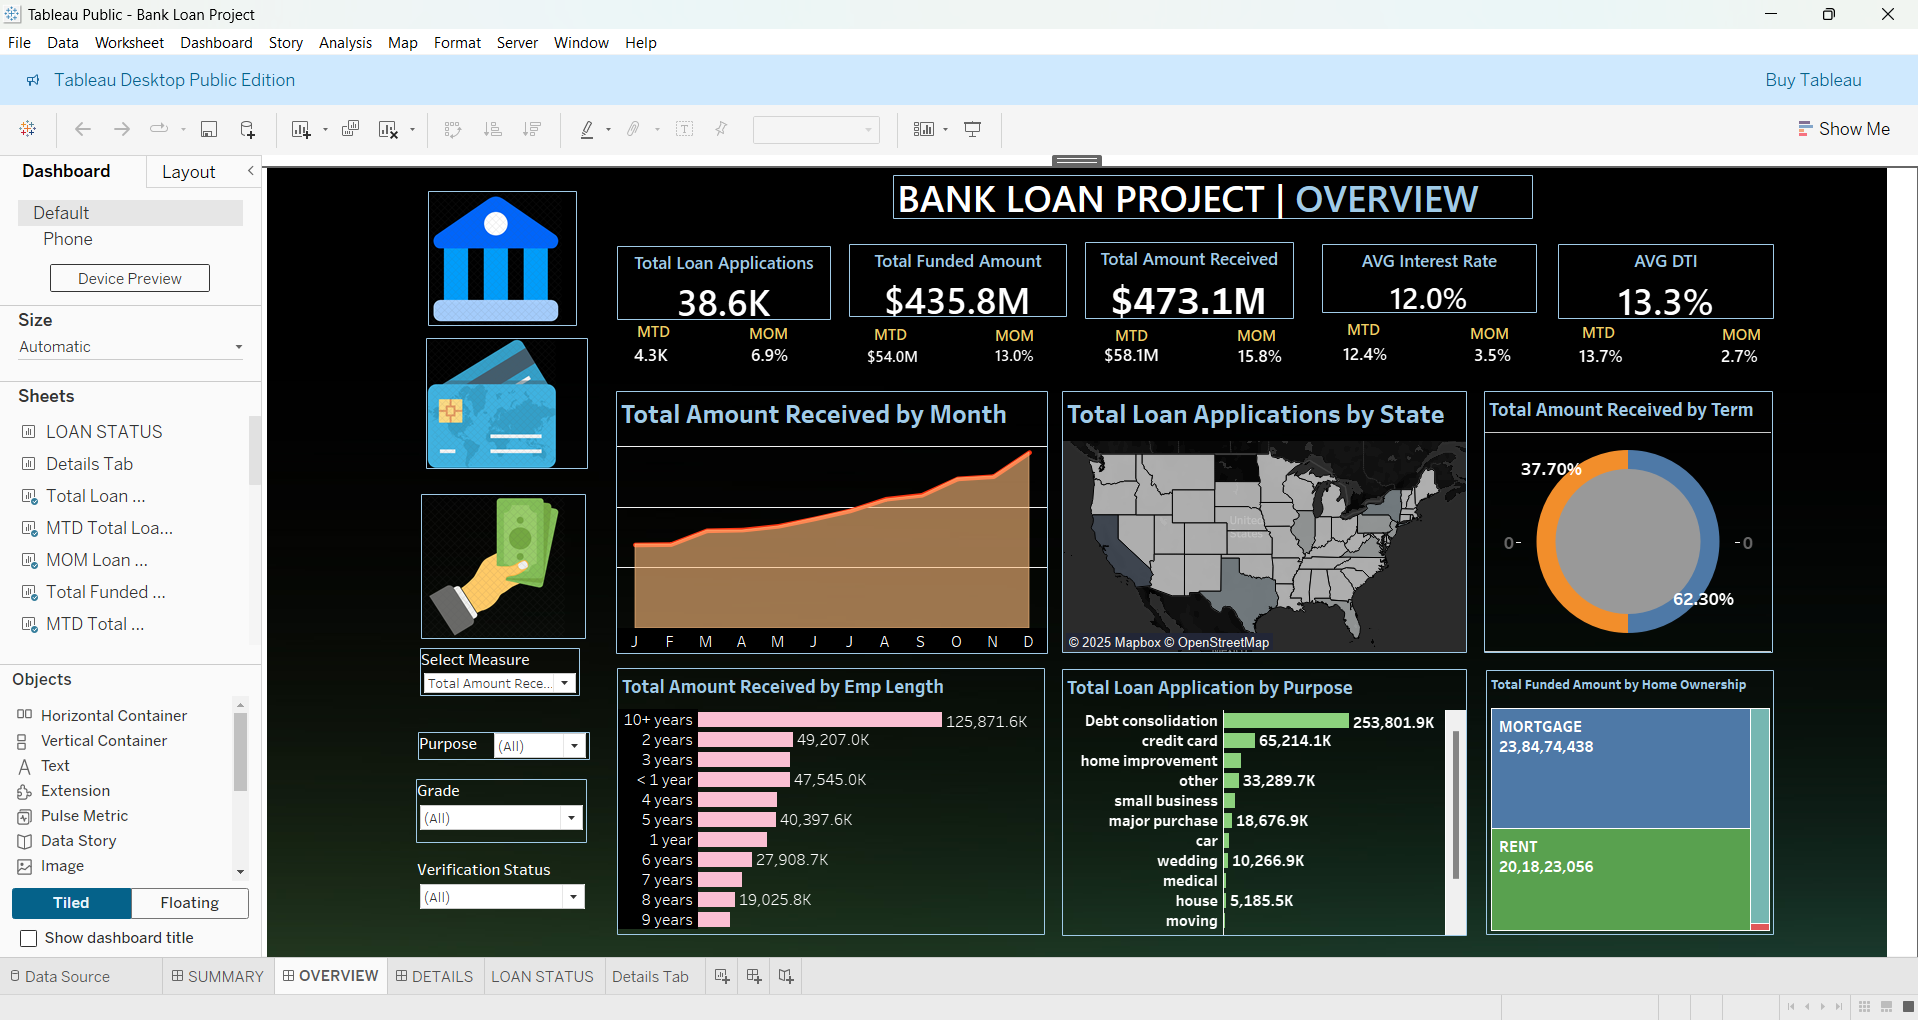 Tableau Public - Bank Loan Project
File Data Worksheet Dashboard Story Analysis Map Format Server Window Help
Tableau Desktop Public Edition
Buy Tableau
Show Me
Dashboard
Layout
Default
Phone
Device Preview
Size
Automatic
Sheets
LOAN STATUS
Details Tab
Total Loan ...
MTD Total Loa...
MOM Loan ...
Total Funded ...
MTD Total ...
Objects
Horizontal Container
Vertical Container
Text
Extension
Pulse Metric
Data Story
Image
Tiled
Floating
Show dashboard title
BANK LOAN PROJECT | OVERVIEW
Total Loan Applications
38.6K
MTD MOM
4.3K 6.9%
Total Funded Amount
$435.8M
MTD MOM
$54.0M 13.0%
Total Amount Received
$473.1M
MTD MOM
$58.1M 15.8%
AVG Interest Rate
12.0%
MTD MOM
12.4% 3.5%
AVG DTI
13.3%
MTD MOM
13.7% 2.7%
Select Measure
Total Amount Rece...
Purpose (All)
Grade
(All)
Verification Status
(All)
Total Amount Received by Month
J F M A M J J A S O N D
Total Loan Applications by State
United
States
© 2025 Mapbox © OpenStreetMap
Total Amount Received by Term
37.70%
0
0
62.30%
Total Amount Received by Emp Length
10+ years 125,871.6K
2 years 49,207.0K
3 years
< 1 year 47,545.0K
4 years
5 years 40,397.6K
1 year
6 years 27,908.7K
7 years
8 years 19,025.8K
9 years
Total Loan Application by Purpose
Debt consolidation 253,801.9K
credit card 65,214.1K
home improvement
other 33,289.7K
small business
major purchase 18,676.9K
car
wedding 10,266.9K
medical
house 5,185.5K
moving
Total Funded Amount by Home Ownership
MORTGAGE
23,84,74,438
RENT
20,18,23,056
Data Source
SUMMARY
OVERVIEW
DETAILS
LOAN STATUS
Details Tab